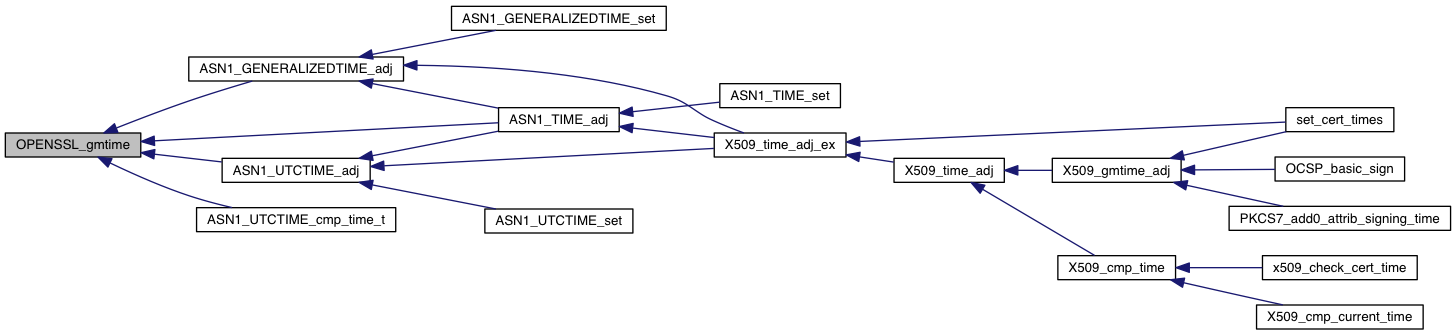 ASN1_GENERALIZEDTIME_set
ASN1_GENERALIZEDTIME_adj
ASN1_TIME_set
ASN1_TIME_adj
set_cert_times
OPENSSL_gmtime
X509_time_adj_ex
ASN1_UTCTIME_adj
X509_time_adj
X509_gmtime_adj
OCSP_basic_sign
ASN1_UTCTIME_cmp_time_t
ASN1_UTCTIME_set
PKCS7_add0_attrib_signing_time
X509_cmp_time
x509_check_cert_time
X509_cmp_current_time